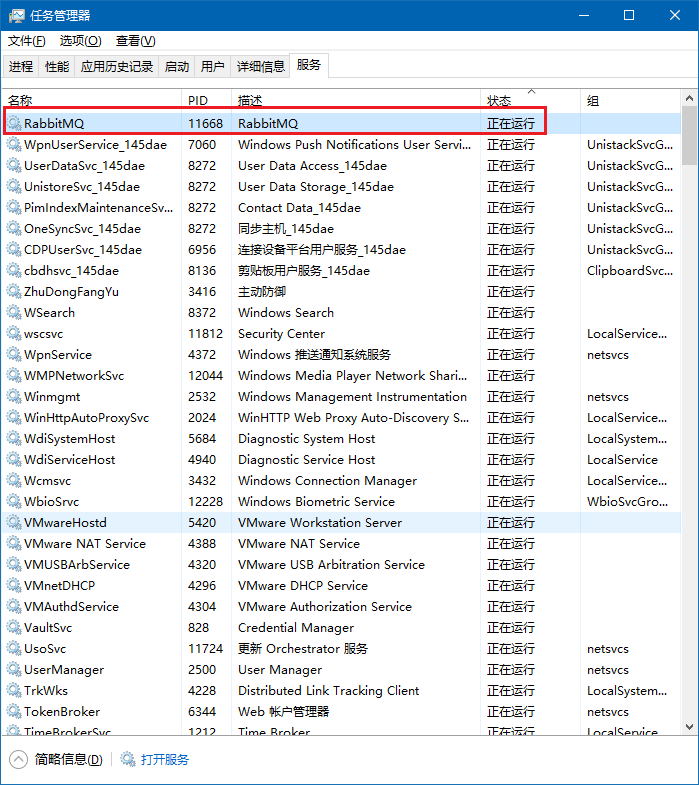 任务管理器
文件(F) 选项(O) 查看(V)
进程 性能 应用历史记录 启动 用户 详细信息 服务
名称 PID 描述 状态 组
RabbitMQ 11668 RabbitMQ 正在运行
WpnUserService_145dae 7060 Windows Push Notifications User Servi... 正在运行 UnistackSvcG...
UserDataSvc_145dae 8272 User Data Access_145dae 正在运行 UnistackSvcG...
UnistoreSvc_145dae 8272 User Data Storage_145dae 正在运行 UnistackSvcG...
PimIndexMaintenanceSv... 8272 Contact Data_145dae 正在运行 UnistackSvcG...
OneSyncSvc_145dae 8272 同步主机_145dae 正在运行 UnistackSvcG...
CDPUserSvc_145dae 6956 连接设备平台用户服务_145dae 正在运行 UnistackSvcG...
cbdhsvc_145dae 8136 剪贴板用户服务_145dae 正在运行 ClipboardSvc...
ZhuDongFangYu 3416 主动防御 正在运行
WSearch 8372 Windows Search 正在运行
wscsvc 11812 Security Center 正在运行 LocalService...
WpnService 4372 Windows 推送通知系统服务 正在运行 netsvcs
WMPNetworkSvc 12044 Windows Media Player Network Shari... 正在运行
Winmgmt 2532 Windows Management Instrumentation 正在运行 netsvcs
WinHttpAutoProxySvc 2024 WinHTTP Web Proxy Auto-Discovery S... 正在运行 LocalService...
WdiSystemHost 5684 Diagnostic System Host 正在运行 LocalSystem...
WdiServiceHost 4940 Diagnostic Service Host 正在运行 LocalService
Wcmsvc 3432 Windows Connection Manager 正在运行 LocalService...
WbioSrvc 12228 Windows Biometric Service 正在运行 WbioSvcGro...
VMwareHostd 5420 VMware Workstation Server 正在运行
VMware NAT Service 4388 VMware NAT Service 正在运行
VMUSBArbService 4320 VMware USB Arbitration Service 正在运行
VMnetDHCP 4296 VMware DHCP Service 正在运行
VMAuthdService 4304 VMware Authorization Service 正在运行
VaultSvc 828 Credential Manager 正在运行
UsoSvc 11724 更新 Orchestrator 服务 正在运行 netsvcs
UserManager 2500 User Manager 正在运行 netsvcs
TrkWks 4228 Distributed Link Tracking Client 正在运行 LocalSystem...
TokenBroker 6344 Web 帐户管理器 正在运行 netsvcs
TimeBrokerSvc 1212 Time Broker 正在运行 LocalService...
简略信息(D) 打开服务